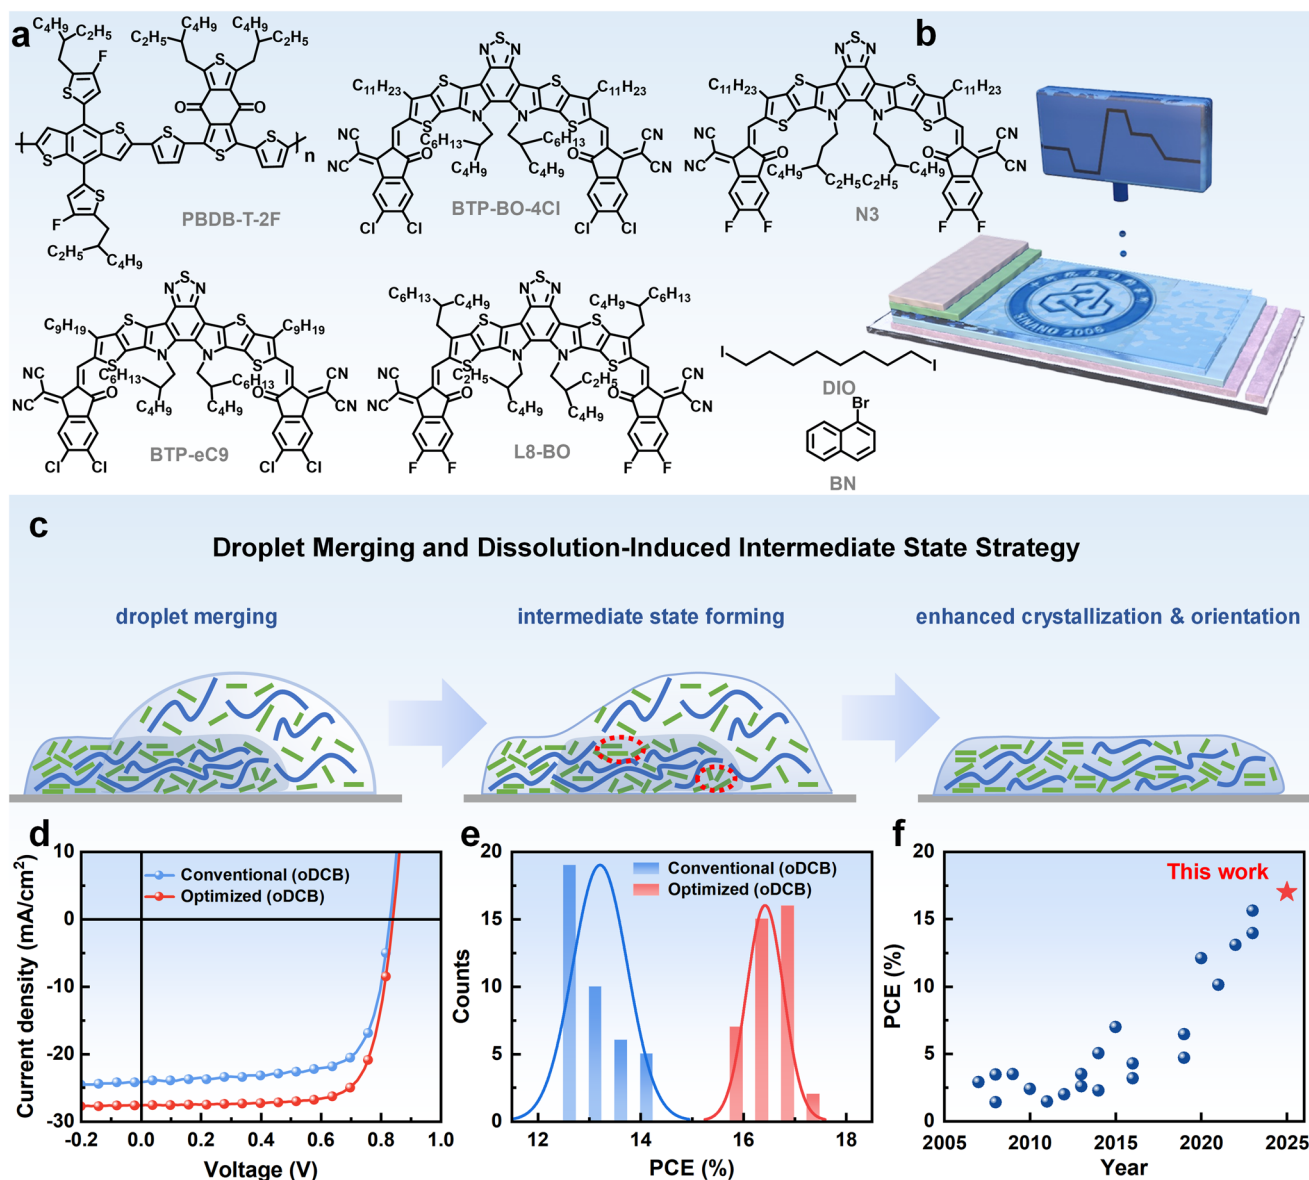 a
C4H9
C2H5
F
S
C2H5
C4H9
C4H9
C2H5
S
O
O
S
S
S
S
S
n
S
F
C2H5
C4H9
PBDB-T-2F
S
N
N
C11H23
S
S
C11H23
S
N
N
S
NC
NC
O
C6H13
C4H9
C6H13
C4H9
O
CN
CN
Cl
Cl
Cl
Cl
BTP-BO-4Cl
S
N
N
C11H23
S
S
C11H23
S
N
N
S
NC
NC
O
C4H9
C2H5
C2H5
C4H9
O
CN
CN
F
F
F
F
N3
S
N
N
C9H19
S
S
C9H19
S
N
N
S
NC
NC
O
C6H13
C4H9
C6H13
C4H9
O
CN
CN
Cl
Cl
Cl
Cl
BTP-eC9
C6H13
C4H9
S
N
N
C4H9
C6H13
S
S
S
N
N
S
NC
NC
O
C2H5
C4H9
C2H5
C4H9
O
CN
CN
F
F
F
F
L8-BO
I
I
DIO
Br
BN
b
SINANO 2006
c
Droplet Merging and Dissolution-Induced Intermediate State Strategy
droplet merging
intermediate state forming
enhanced crystallization & orientation
d
Current density (mA/cm2)
10
0
-10
-20
-30
Conventional (oDCB)
Optimized (oDCB)
-0.2
0.0
0.2
0.4
0.6
0.8
1.0
Voltage (V)
e
Counts
20
15
10
5
0
Conventional (oDCB)
Optimized (oDCB)
12
14
16
18
PCE (%)
f
PCE (%)
20
15
10
5
0
This work
2005
2010
2015
2020
2025
Year